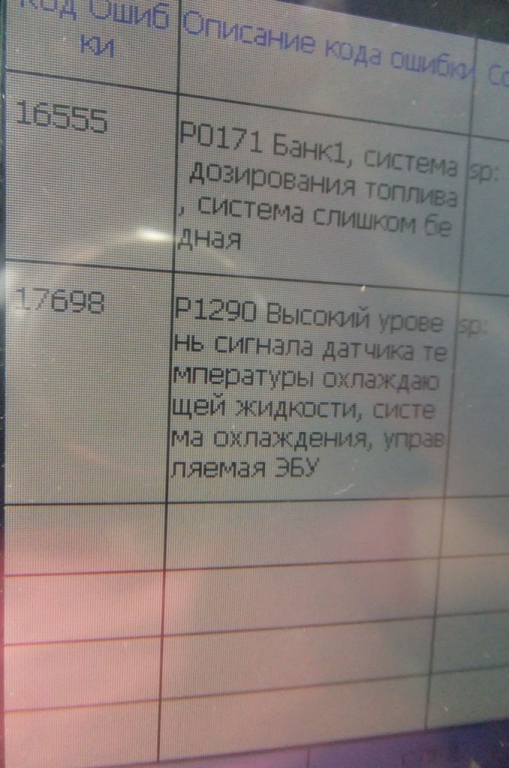 Код Ошиб
ки
Описание кода ошибки
16555
P0171 Банк1, система
дозирования топлива
, система слишком бе
дная
sp:
17698
P1290 Высокий урове
нь сигнала датчика те
мпературы охлаждаю
щей жидкости, систе
ма охлаждения, управ
ляемая ЭБУ
sp: